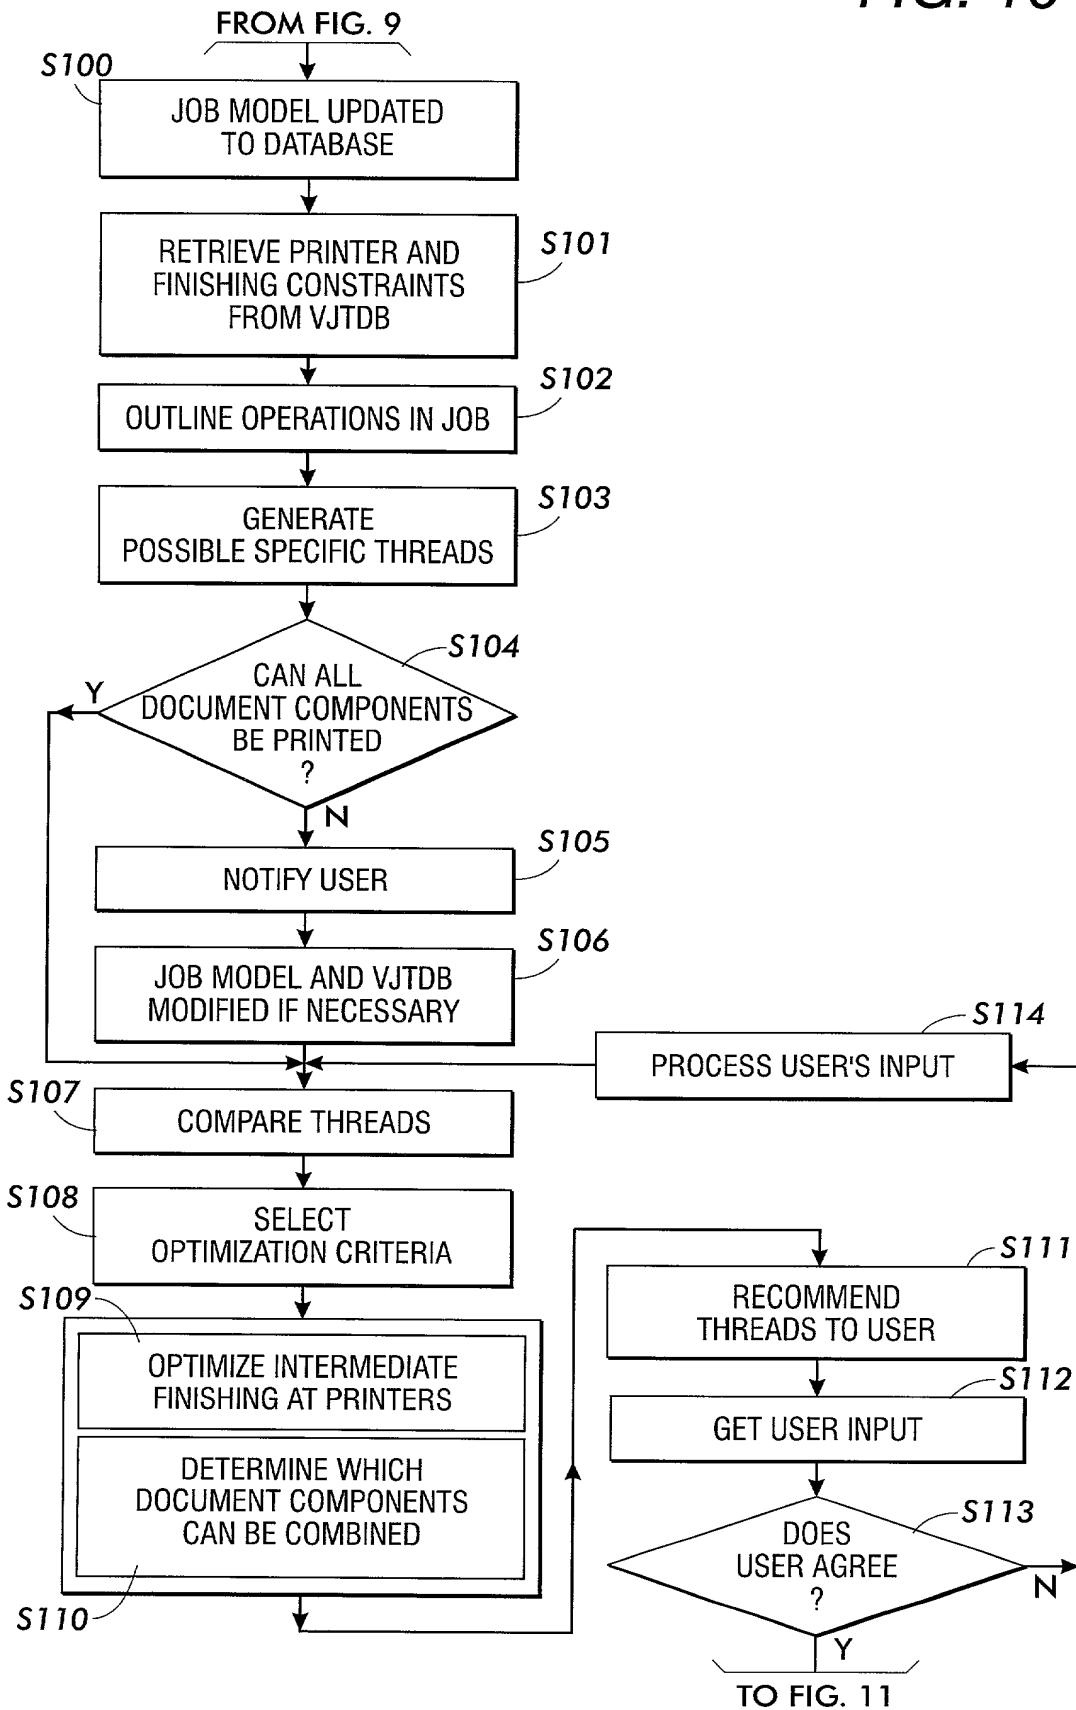 FROM FIG. 9
S100
JOB MODEL UPDATED
TO DATABASE
S101
RETRIEVE PRINTER AND
FINISHING CONSTRAINTS
FROM VJTDB
S102
OUTLINE OPERATIONS IN JOB
S103
GENERATE
POSSIBLE SPECIFIC THREADS
S104
CAN ALL
DOCUMENT COMPONENTS
BE PRINTED
?
Y
N
S105
NOTIFY USER
S106
JOB MODEL AND VJTDB
MODIFIED IF NECESSARY
S114
PROCESS USER'S INPUT
S107
COMPARE THREADS
S108
SELECT
OPTIMIZATION CRITERIA
S109
OPTIMIZE INTERMEDIATE
FINISHING AT PRINTERS
DETERMINE WHICH
DOCUMENT COMPONENTS
CAN BE COMBINED
S110
S111
RECOMMEND
THREADS TO USER
S112
GET USER INPUT
S113
DOES
USER AGREE
?
N
Y
TO FIG. 11